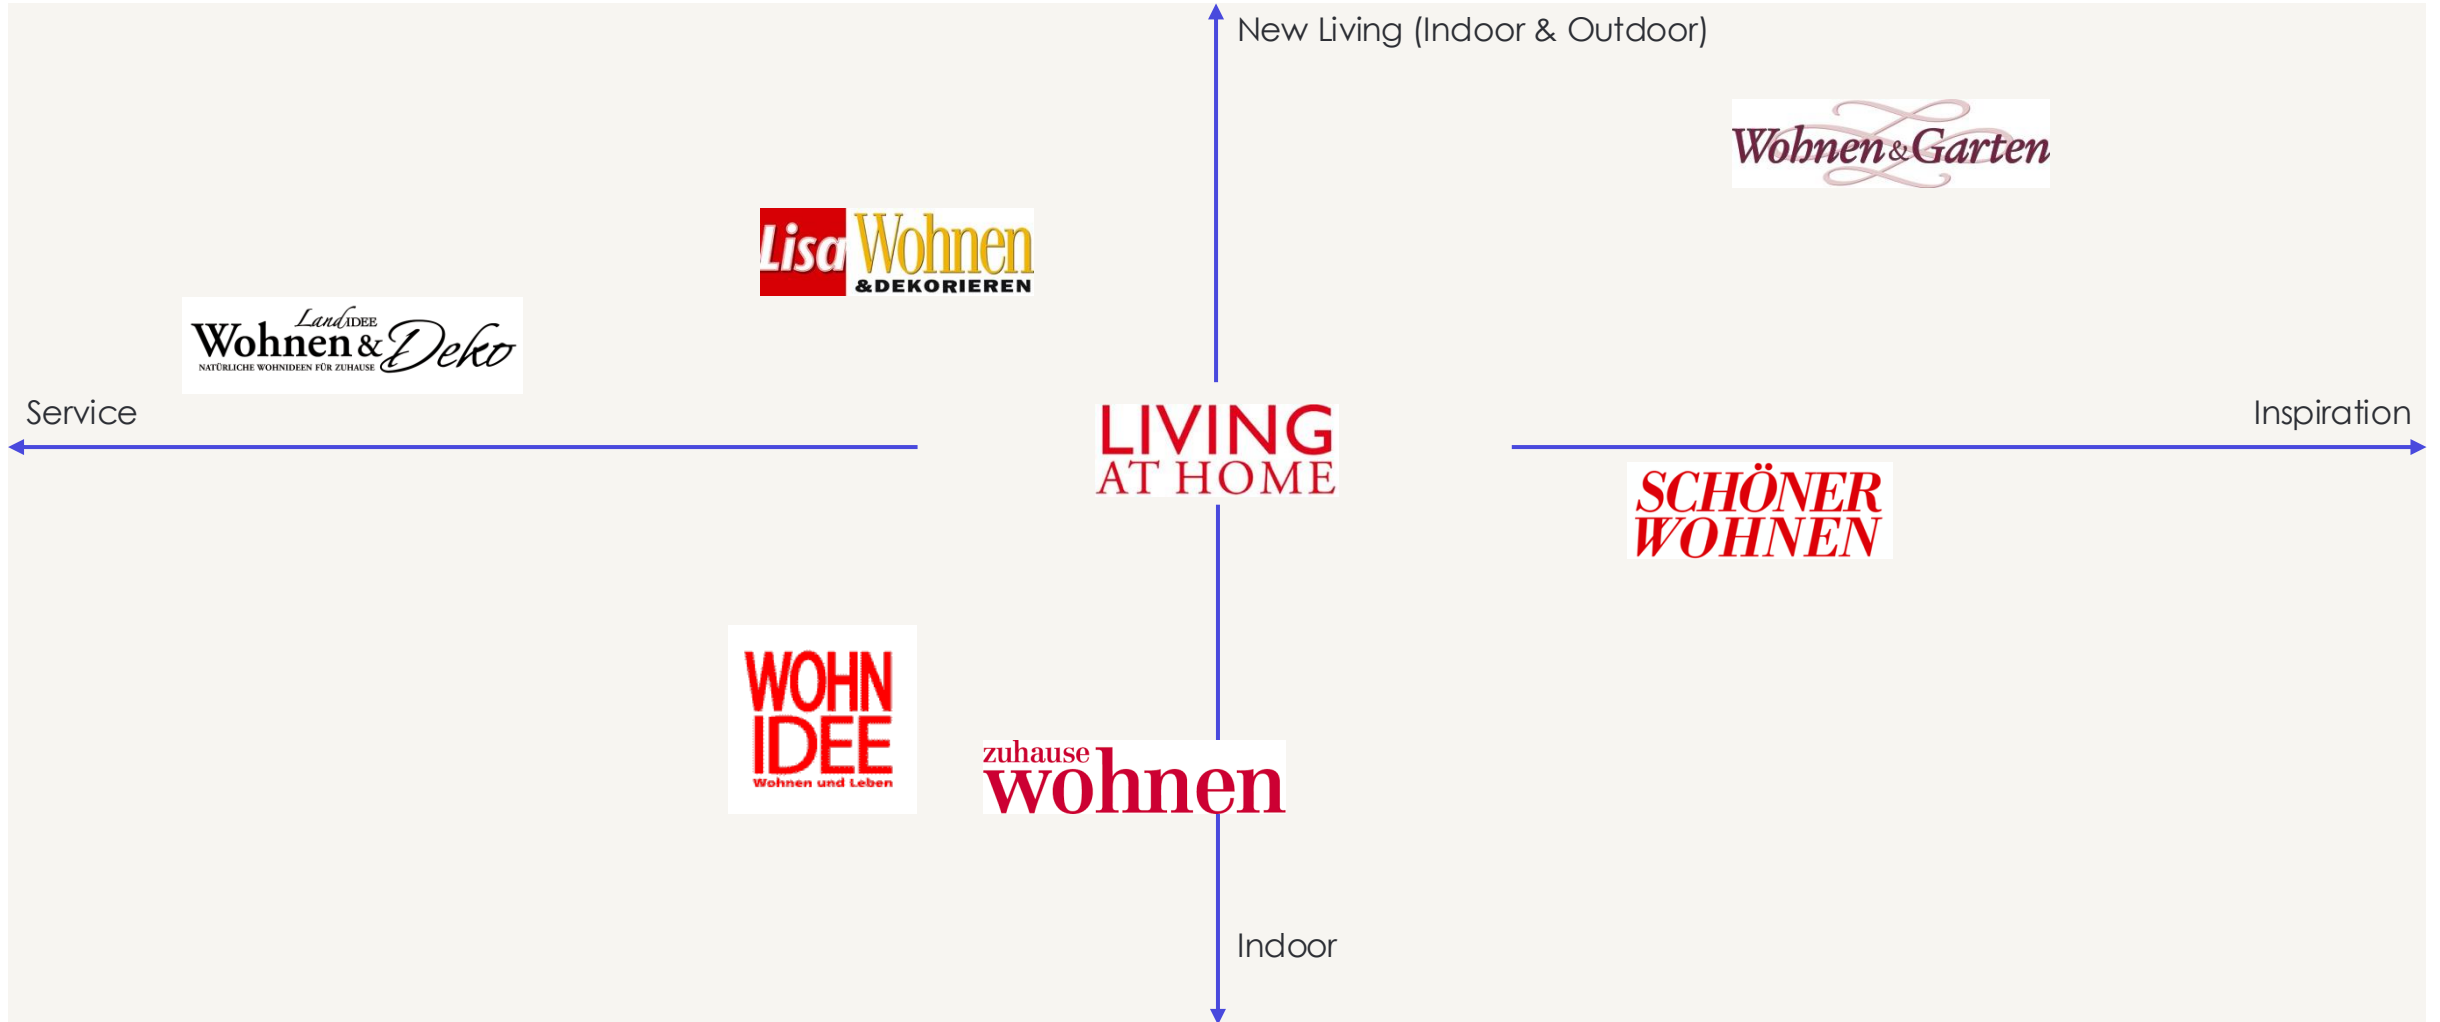 New Living (Indoor & Outdoor)
Wohnen & Garten
Lisa Wohnen
& DEKORIEREN
LandIDEE
Wohnen & Deko
NATÜRLICHE WOHNIDEEN FÜR ZUHAUSE
Service
Inspiration
LIVING
AT HOME
SCHÖNER
WOHNEN
WOHN
IDEE
Wohnen und Leben
zuhause
wohnen
Indoor